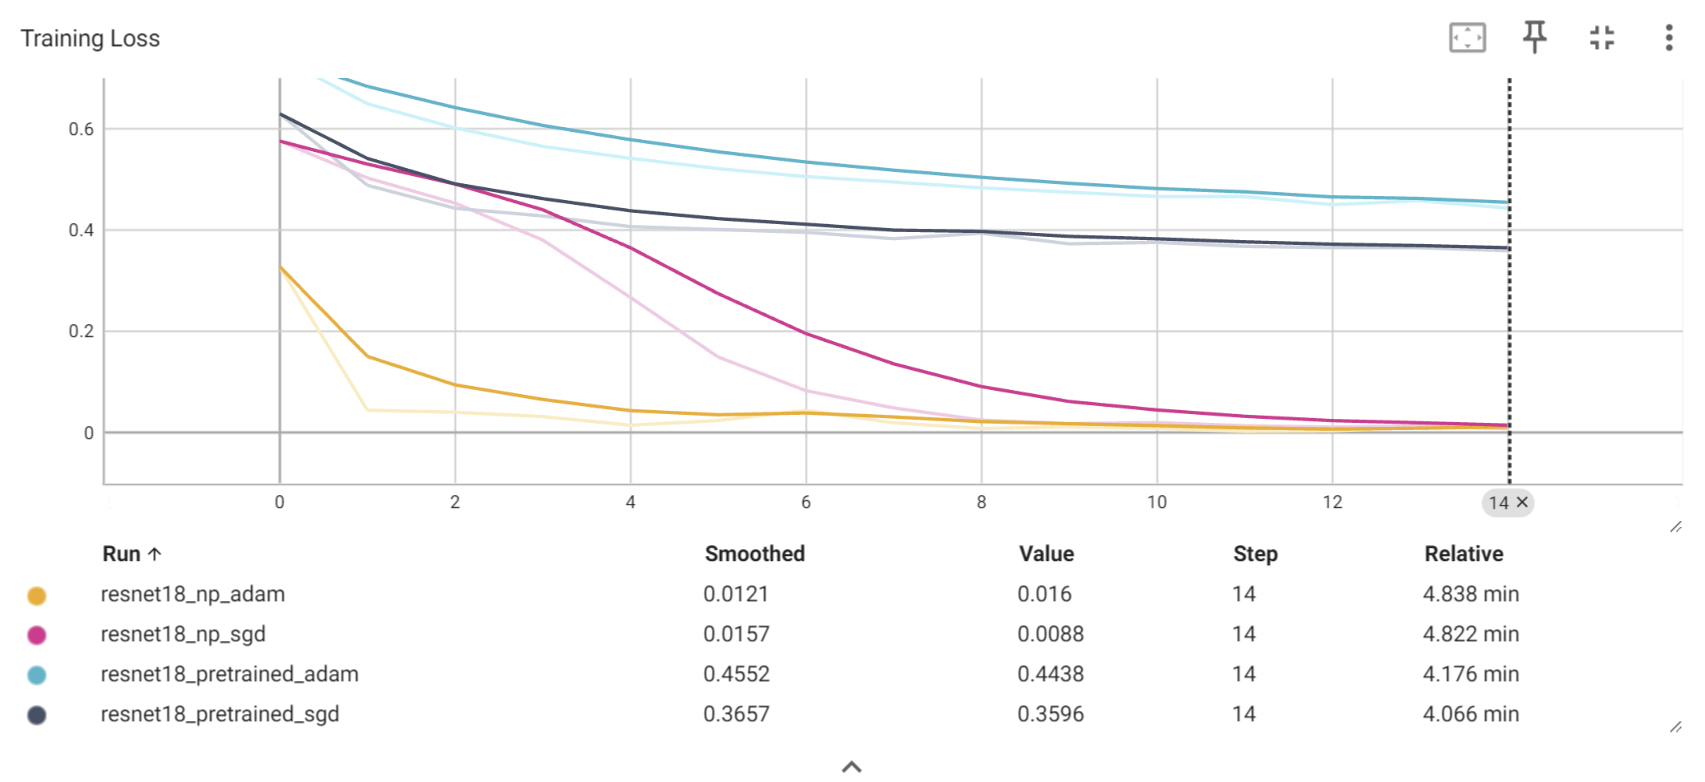 Training Loss
0.6
0.4
0.2
0
0 2 4 6 8 10 12 14 ×
Run ↑ Smoothed Value Step Relative
resnet18_np_adam 0.0121 0.016 14 4.838 min
resnet18_np_sgd 0.0157 0.0088 14 4.822 min
resnet18_pretrained_adam 0.4552 0.4438 14 4.176 min
resnet18_pretrained_sgd 0.3657 0.3596 14 4.066 min